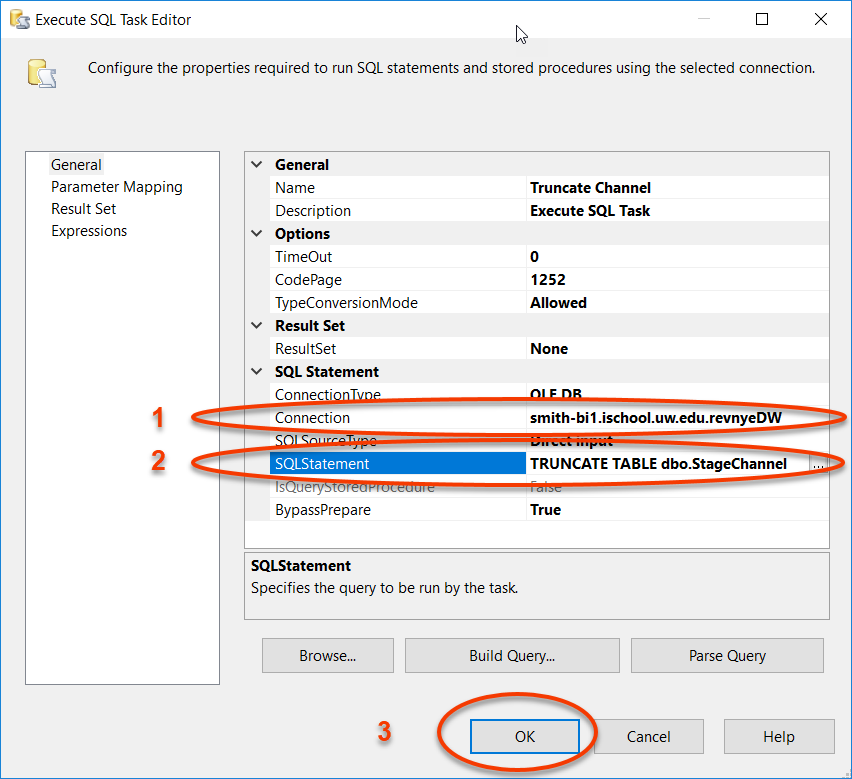 Execute SQL Task Editor
Configure the properties required to run SQL statements and stored procedures using the selected connection.
General
Parameter Mapping
Result Set
Expressions
General
Name Truncate Channel
Description Execute SQL Task
Options
TimeOut 0
CodePage 1252
TypeConversionMode Allowed
Result Set
ResultSet None
SQL Statement
ConnectionType OLE DB
1 Connection smith-bi1.ischool.uw.edu.revnyeDW
SQLSourceType Direct input
2 SQLStatement TRUNCATE TABLE dbo.StageChannel ...
IsQueryStoredProcedure False
BypassPrepare True
SQLStatement
Specifies the query to be run by the task.
Browse... Build Query... Parse Query
3 OK Cancel Help